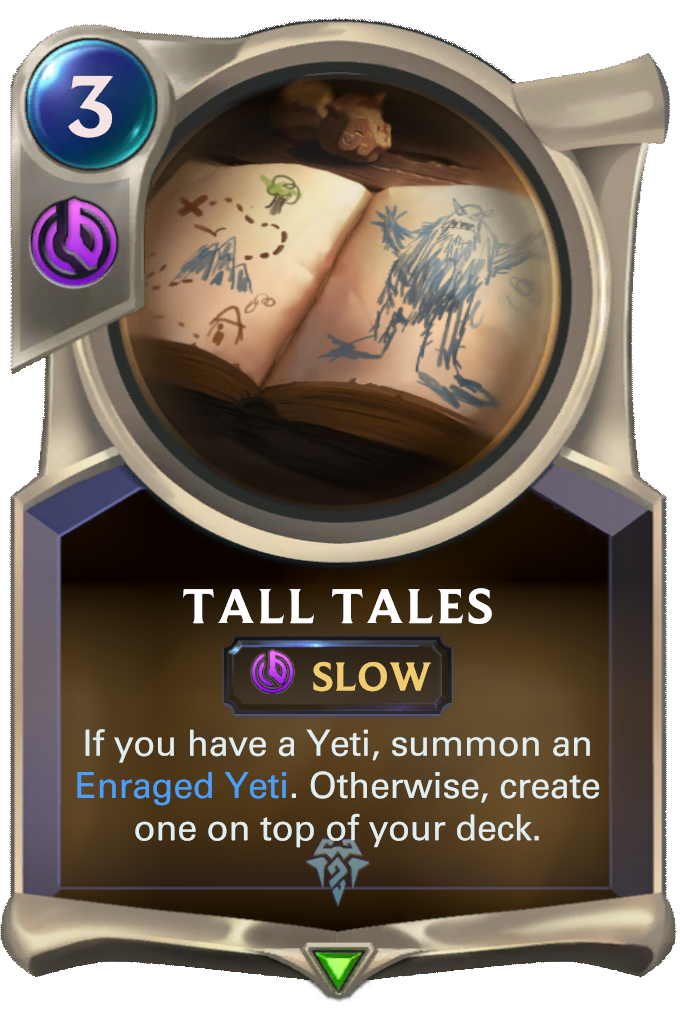 3
TALL TALES
SLOW
If you have a Yeti, summon an
Enraged Yeti. Otherwise, create
one on top of your deck.